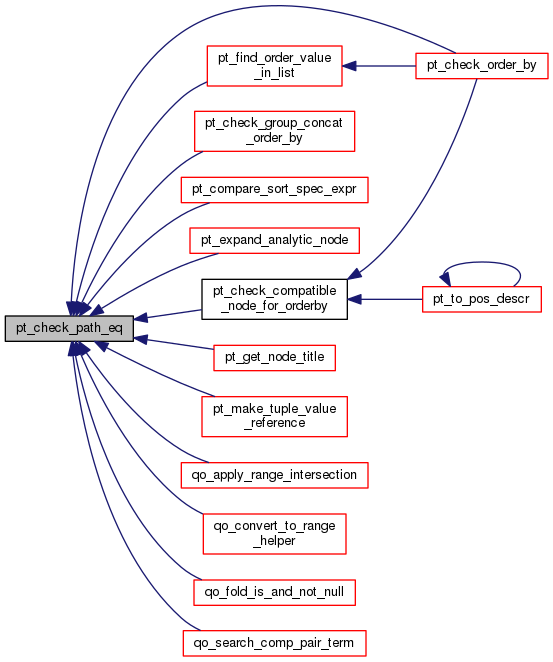 pt_find_order_value
_in_list
pt_check_order_by
pt_check_group_concat
_order_by
pt_compare_sort_spec_expr
pt_expand_analytic_node
pt_check_compatible
_node_for_orderby
pt_to_pos_descr
pt_check_path_eq
pt_get_node_title
pt_make_tuple_value
_reference
qo_apply_range_intersection
qo_convert_to_range
_helper
qo_fold_is_and_not_null
qo_search_comp_pair_term